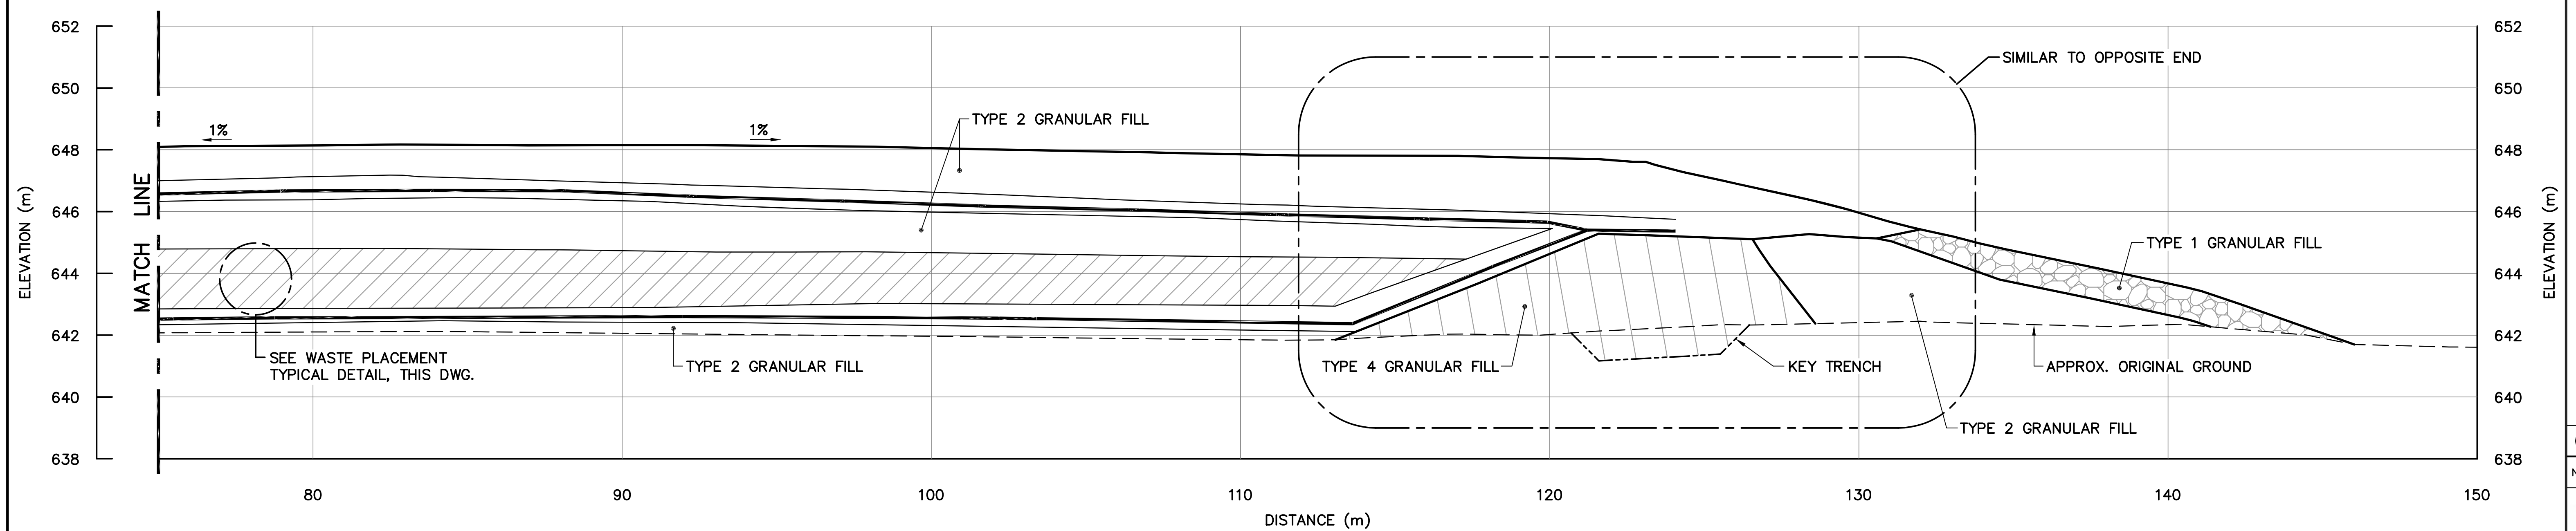 652
650
648
646
644
642
640
638
ELEVATION (m)
MATCH LINE
1%
1%
TYPE 2 GRANULAR FILL
SIMILAR TO OPPOSITE END
TYPE 1 GRANULAR FILL
SEE WASTE PLACEMENT
TYPICAL DETAIL, THIS DWG.
TYPE 2 GRANULAR FILL
TYPE 4 GRANULAR FILL
KEY TRENCH
APPROX. ORIGINAL GROUND
TYPE 2 GRANULAR FILL
652
650
648
646
644
642
640
638
ELEVATION (m)
80
90
100
110
120
130
140
150
DISTANCE (m)